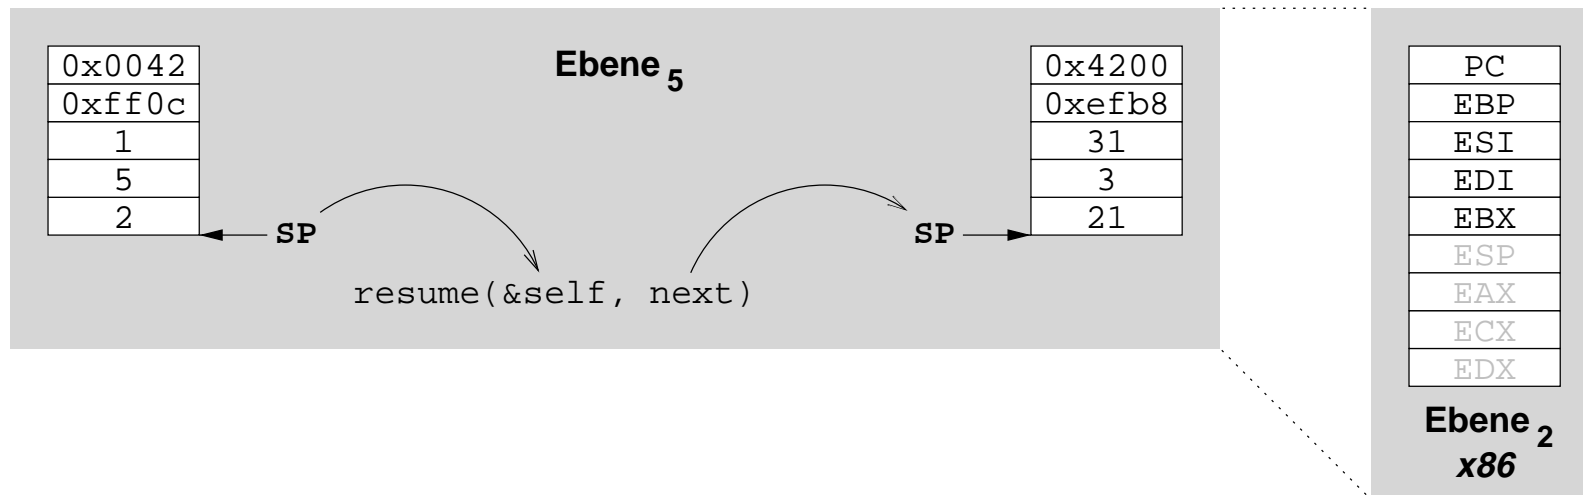 Ebene 5
0x0042
0xff0c
1
5
2
SP
resume(&self, next)
SP
0x4200
0xefb8
31
3
21
PC
EBP
ESI
EDI
EBX
ESP
EAX
ECX
EDX
Ebene 2
x86